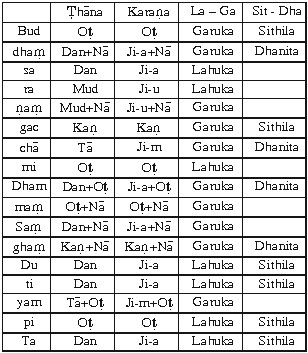 Ṭhāna Karaṇa La – Ga Sit - Dha
Bud Oṭ Oṭ Garuka Sithila
dhaṃ Dan+Nā Ji-a+Nā Garuka Dhanita
sa Dan Ji-a Lahuka
ra Mud Ji-u Lahuka
ṇaṃ Mud+Nā Ji-u+Nā Garuka
gac Kaṇ Kaṇ Garuka Sithila
chā Tā Ji-m Garuka Dhanita
mi Oṭ Oṭ Lahuka
Dham Dan+Oṭ Ji-a+Oṭ Garuka Dhanita
maṃ Oṭ+Nā Oṭ+Nā Garuka
Saṃ Dan+Nā Ji-a+Nā Garuka
ghaṃ Kaṇ+Nā Kaṇ+Nā Garuka Dhanita
Du Dan Ji-a Lahuka Sithila
ti Dan Ji-a Lahuka Sithila
yam Tā+Oṭ Ji-m+Oṭ Garuka
pi Oṭ Oṭ Lahuka Sithila
Ta Dan Ji-a Lahuka Sithila